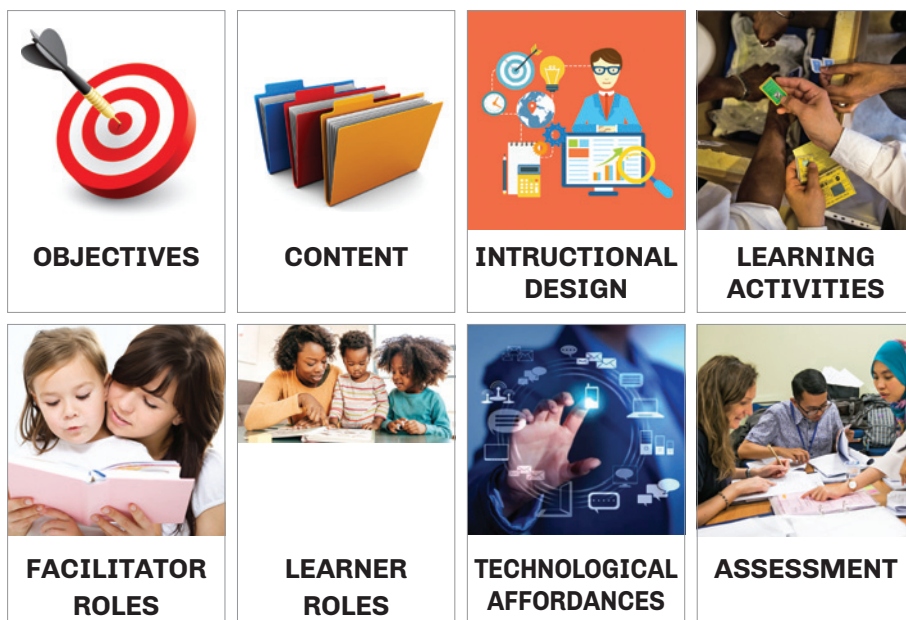 OBJECTIVES
CONTENT
INTRUCTIONAL
DESIGN
LEARNING
ACTIVITIES
FACILITATOR
ROLES
LEARNER
ROLES
TECHNOLOGICAL
AFFORDANCES
ASSESSMENT